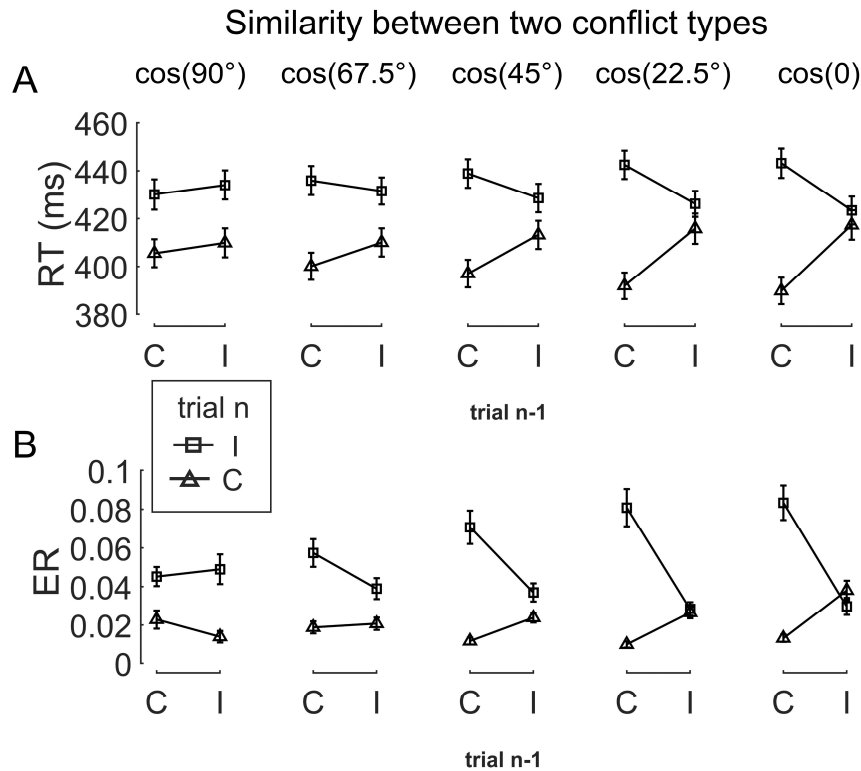 Similarity between two conflict types
A
cos(90°) cos(67.5°) cos(45°) cos(22.5°) cos(0)
RT (ms)
460
440
420
400
380
C I C I C I C I C I
trial n-1
trial n
I
C
B
ER
0.1
0.08
0.06
0.04
0.02
0
C I C I C I C I C I
trial n-1